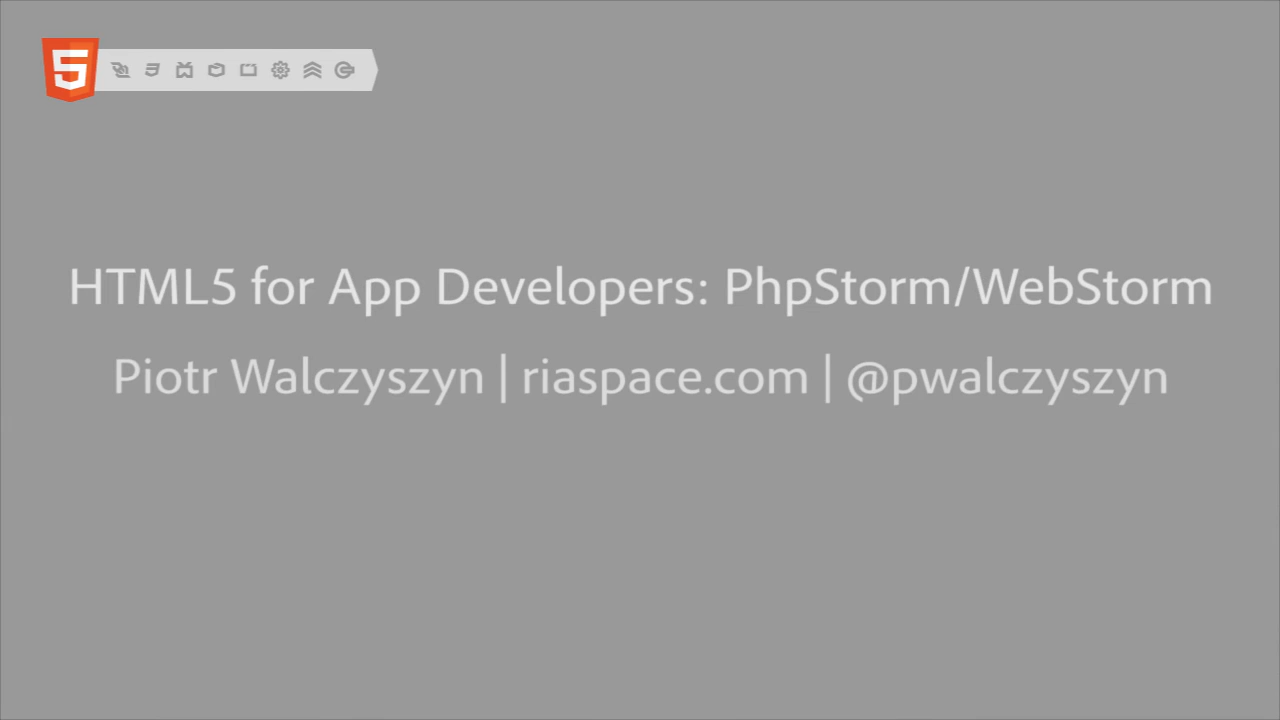 5
HTML5 for App Developers: PhpStorm/WebStorm
Piotr Walczyszyn | riaspace.com | @pwalczyszyn